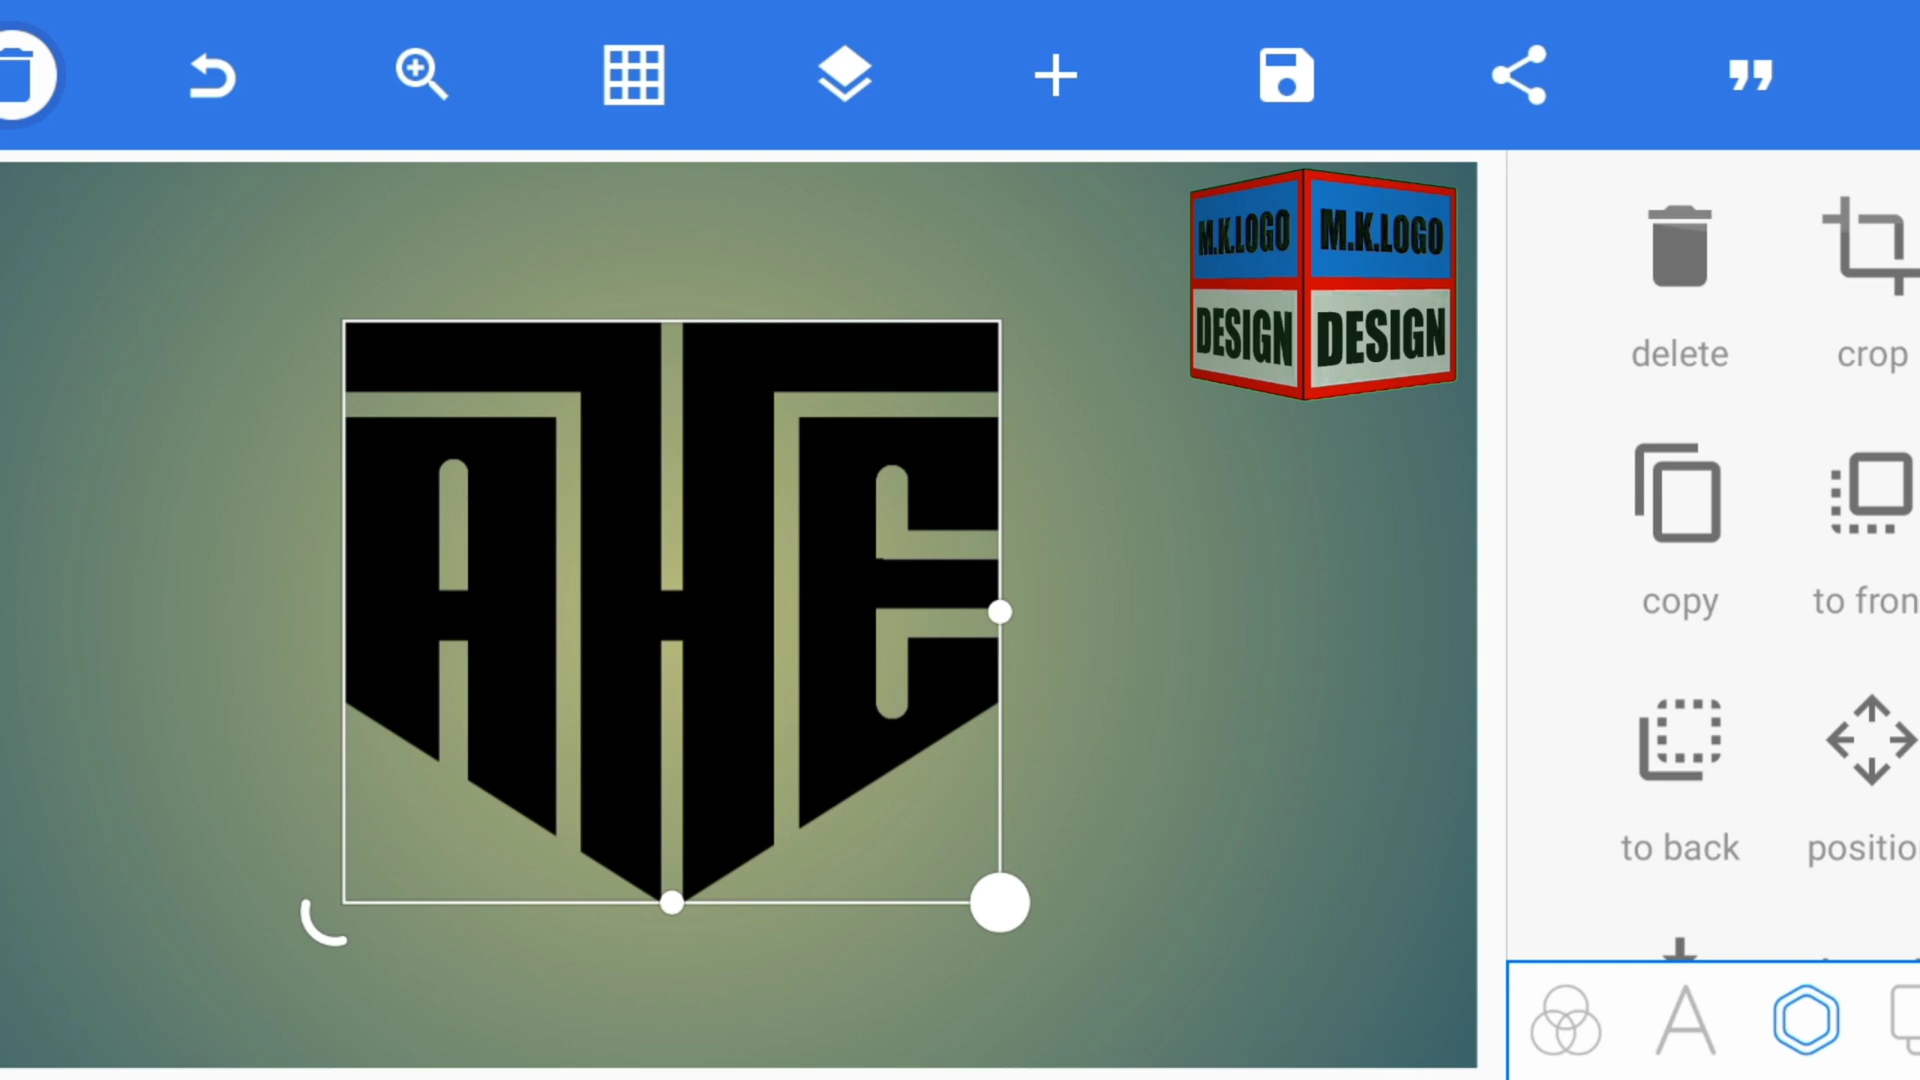 M.K.LOGO M.K.LOGO
DESIGN DESIGN
AHE
delete crop
copy to fron
to back positio
A